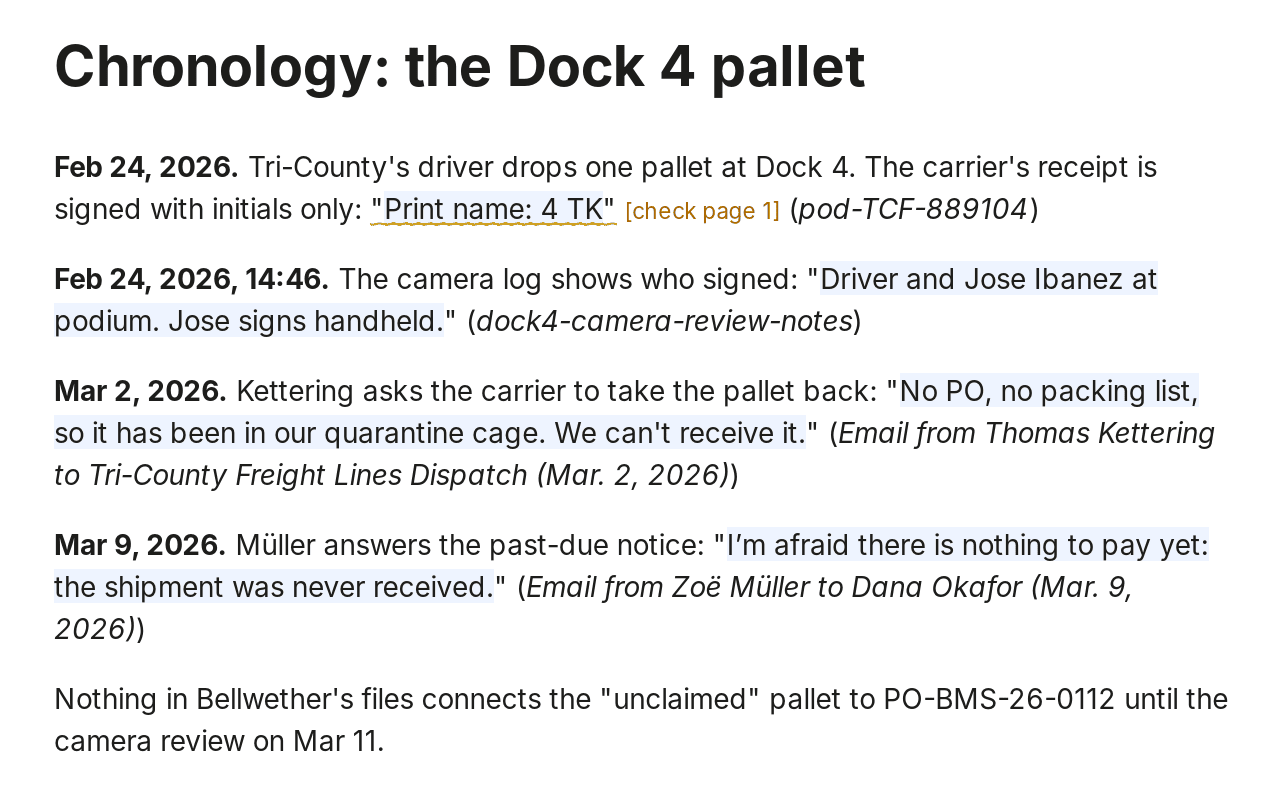 Chronology: the Dock 4 pallet
Feb 24, 2026. Tri-County's driver drops one pallet at Dock 4. The carrier's receipt is
signed with initials only: "Print name: 4 TK" [check page 1] (pod-TCF-889104)
Feb 24, 2026, 14:46. The camera log shows who signed: "Driver and Jose Ibanez at
podium. Jose signs handheld." (dock4-camera-review-notes)
Mar 2, 2026. Kettering asks the carrier to take the pallet back: "No PO, no packing list,
so it has been in our quarantine cage. We can't receive it." (Email from Thomas Kettering
to Tri-County Freight Lines Dispatch (Mar. 2, 2026))
Mar 9, 2026. Müller answers the past-due notice: "I’m afraid there is nothing to pay yet:
the shipment was never received." (Email from Zoë Müller to Dana Okafor (Mar. 9,
2026))
Nothing in Bellwether's files connects the "unclaimed" pallet to PO-BMS-26-0112 until the
camera review on Mar 11.